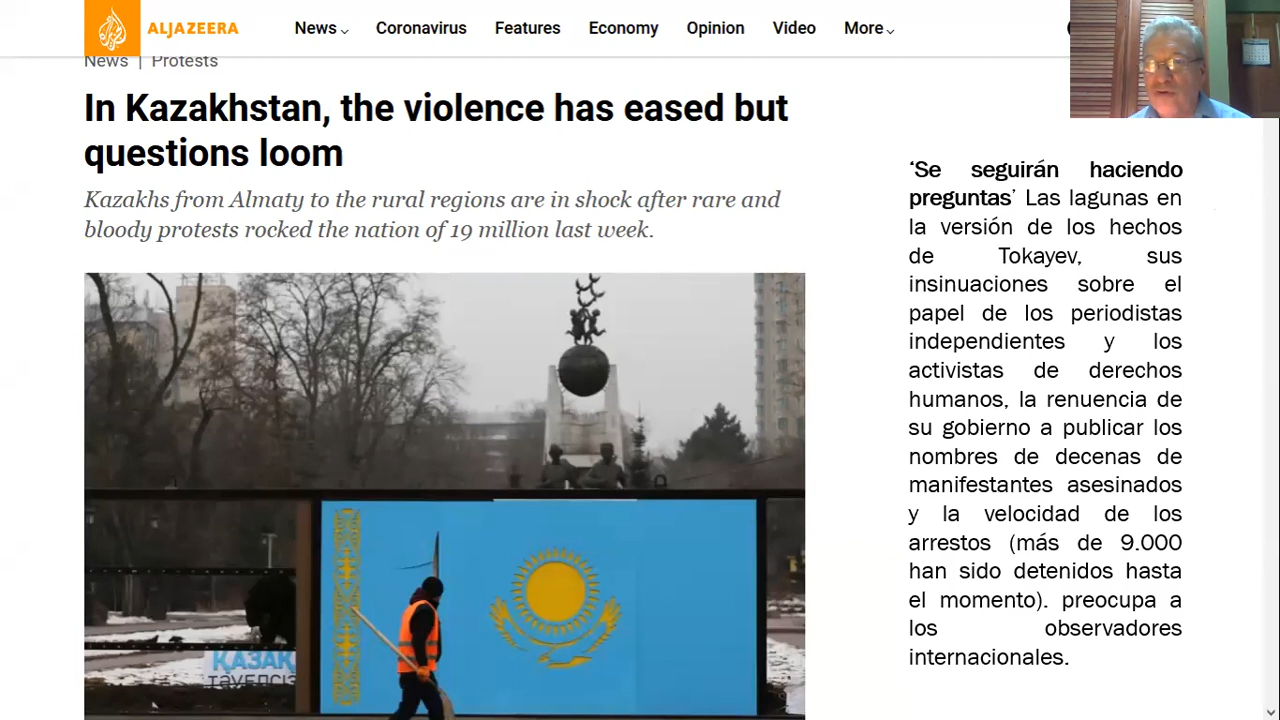 ALJAZEERA
News
Coronavirus
Features
Economy
Opinion
Video
More
News | Protests
In Kazakhstan, the violence has eased but
questions loom
Kazakhs from Almaty to the rural regions are in shock after rare and
bloody protests rocked the nation of 19 million last week.
ҚАЗАҚ
ТӘУЕЛСІЗ
‘Se seguirán haciendo
preguntas’ Las lagunas en
la versión de los hechos
de Tokayev, sus
insinuaciones sobre el
papel de los periodistas
independientes y los
activistas de derechos
humanos, la renuencia de
su gobierno a publicar los
nombres de decenas de
manifestantes asesinados
y la velocidad de los
arrestos (más de 9.000
han sido detenidos hasta
el momento). preocupa a
los observadores
internacionales.